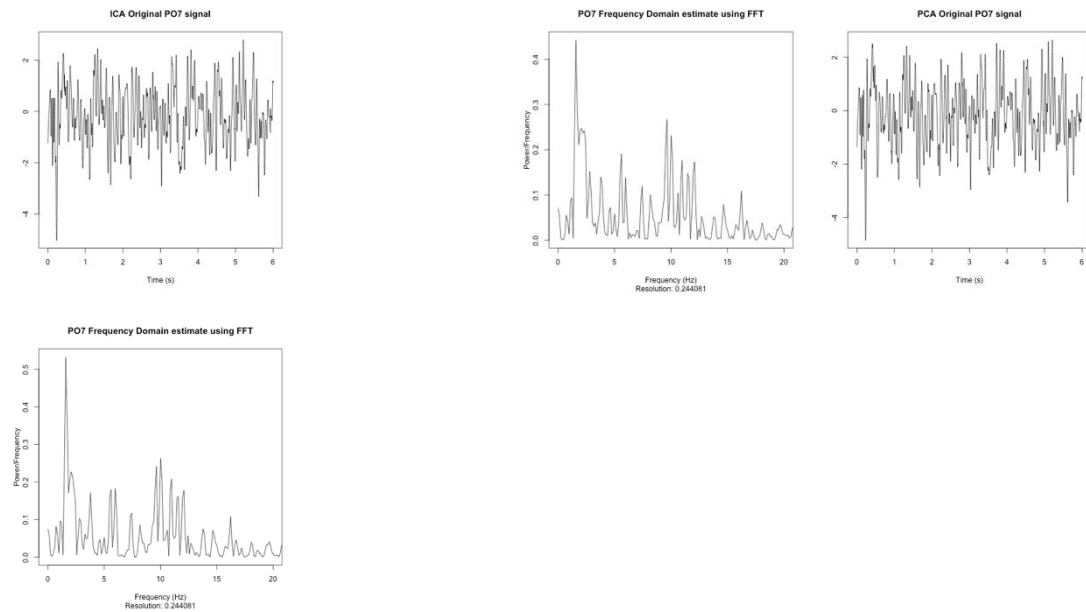 ICA Original PO7 signal
2
0
-2
-4
0 1 2 3 4 5 6
Time (s)
PO7 Frequency Domain estimate using FFT
Power/Frequency
0.4
0.3
0.2
0.1
0.0
0 5 10 15 20
Frequency (Hz)
Resolution: 0.244081
PCA Original PO7 signal
2
0
-2
-4
0 1 2 3 4 5 6
Time (s)
PO7 Frequency Domain estimate using FFT
Power/Frequency
0.5
0.4
0.3
0.2
0.1
0.0
0 5 10 15 20
Frequency (Hz)
Resolution: 0.244081